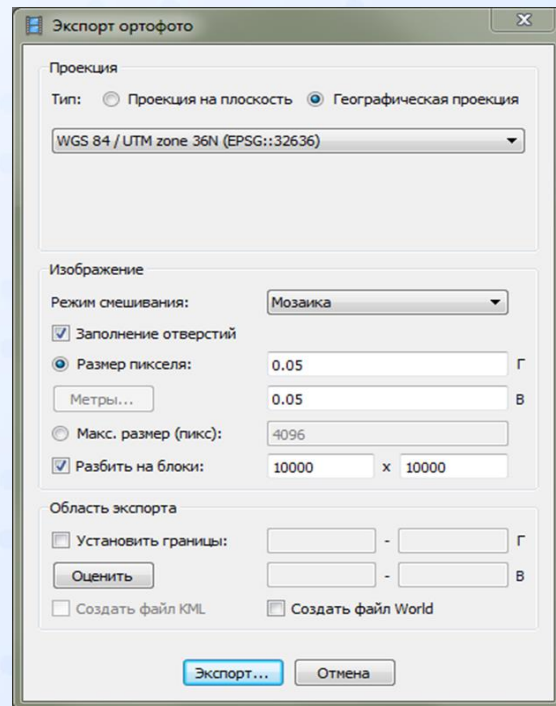 Экспорт ортофото
Проекция
Тип: Проекция на плоскость Географическая проекция
WGS 84 / UTM zone 36N (EPSG::32636)
Изображение
Режим смешивания: Мозаика
Заполнение отверстий
Размер пикселя: 0.05 Г
Метры... 0.05 В
Макс. размер (пикс): 4096
Разбить на блоки: 10000 x 10000
Область экспорта
Установить границы: - Г
Оценить - В
Создать файл KML Создать файл World
Экспорт... Отмена